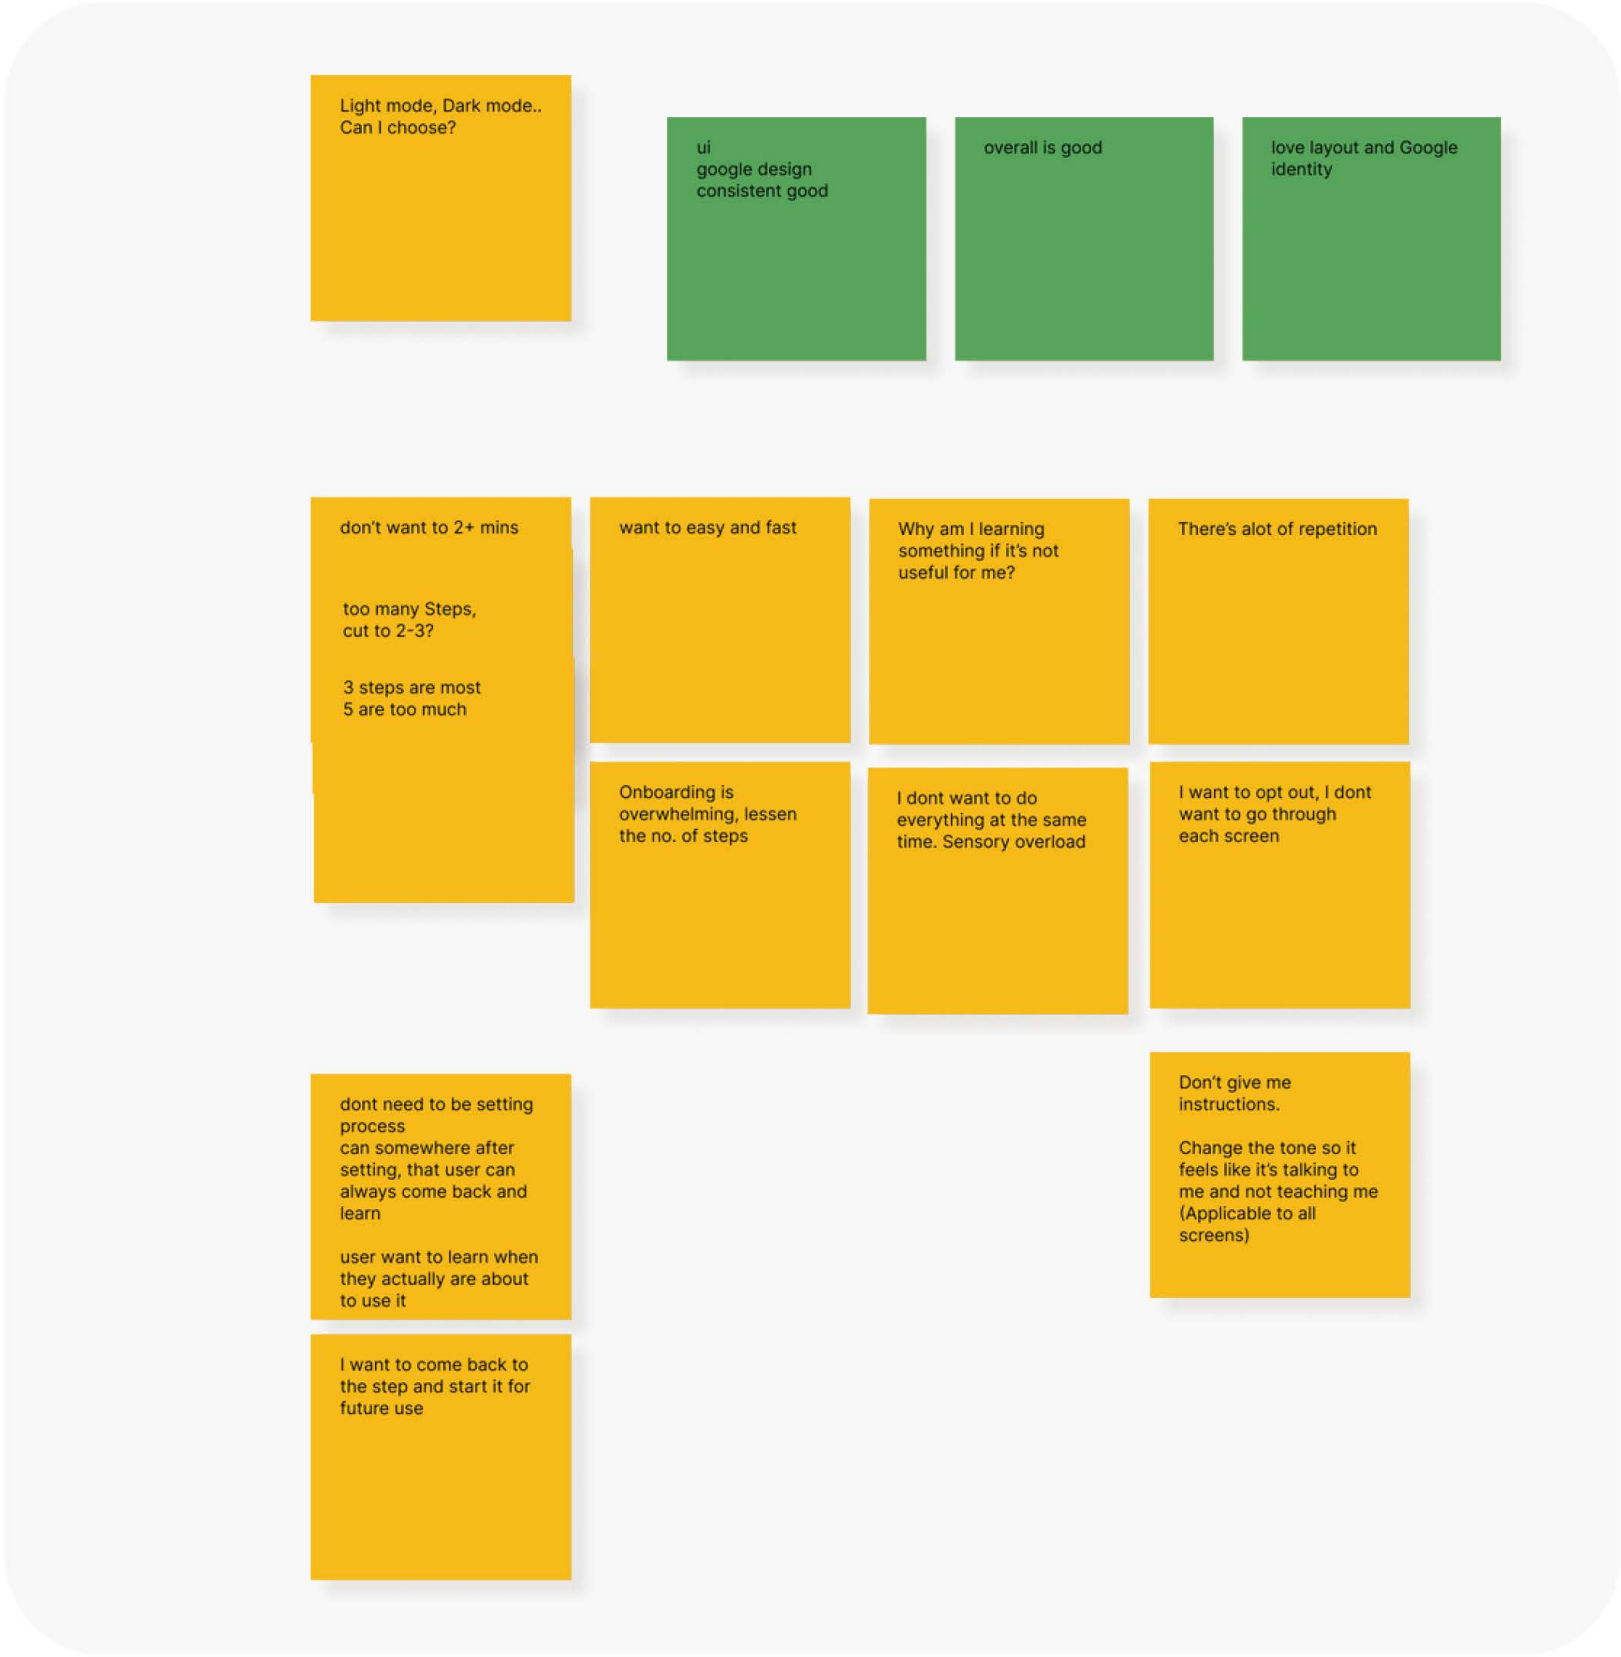 Light mode, Dark mode..
Can I choose?
ui
google design
consistent good
overall is good
love layout and Google
identity
don't want to 2+ mins
too many Steps,
cut to 2-3?
3 steps are most
5 are too much
want to easy and fast
Why am I learning
something if it's not
useful for me?
There's alot of repetition
Onboarding is
overwhelming, lessen
the no. of steps
I dont want to do
everything at the same
time. Sensory overload
I want to opt out, I dont
want to go through
each screen
dont need to be setting
process
can somewhere after
setting, that user can
always come back and
learn
user want to learn when
they actually are about
to use it
Don't give me
instructions.
Change the tone so it
feels like it's talking to
me and not teaching me
(Applicable to all
screens)
I want to come back to
the step and start it for
future use